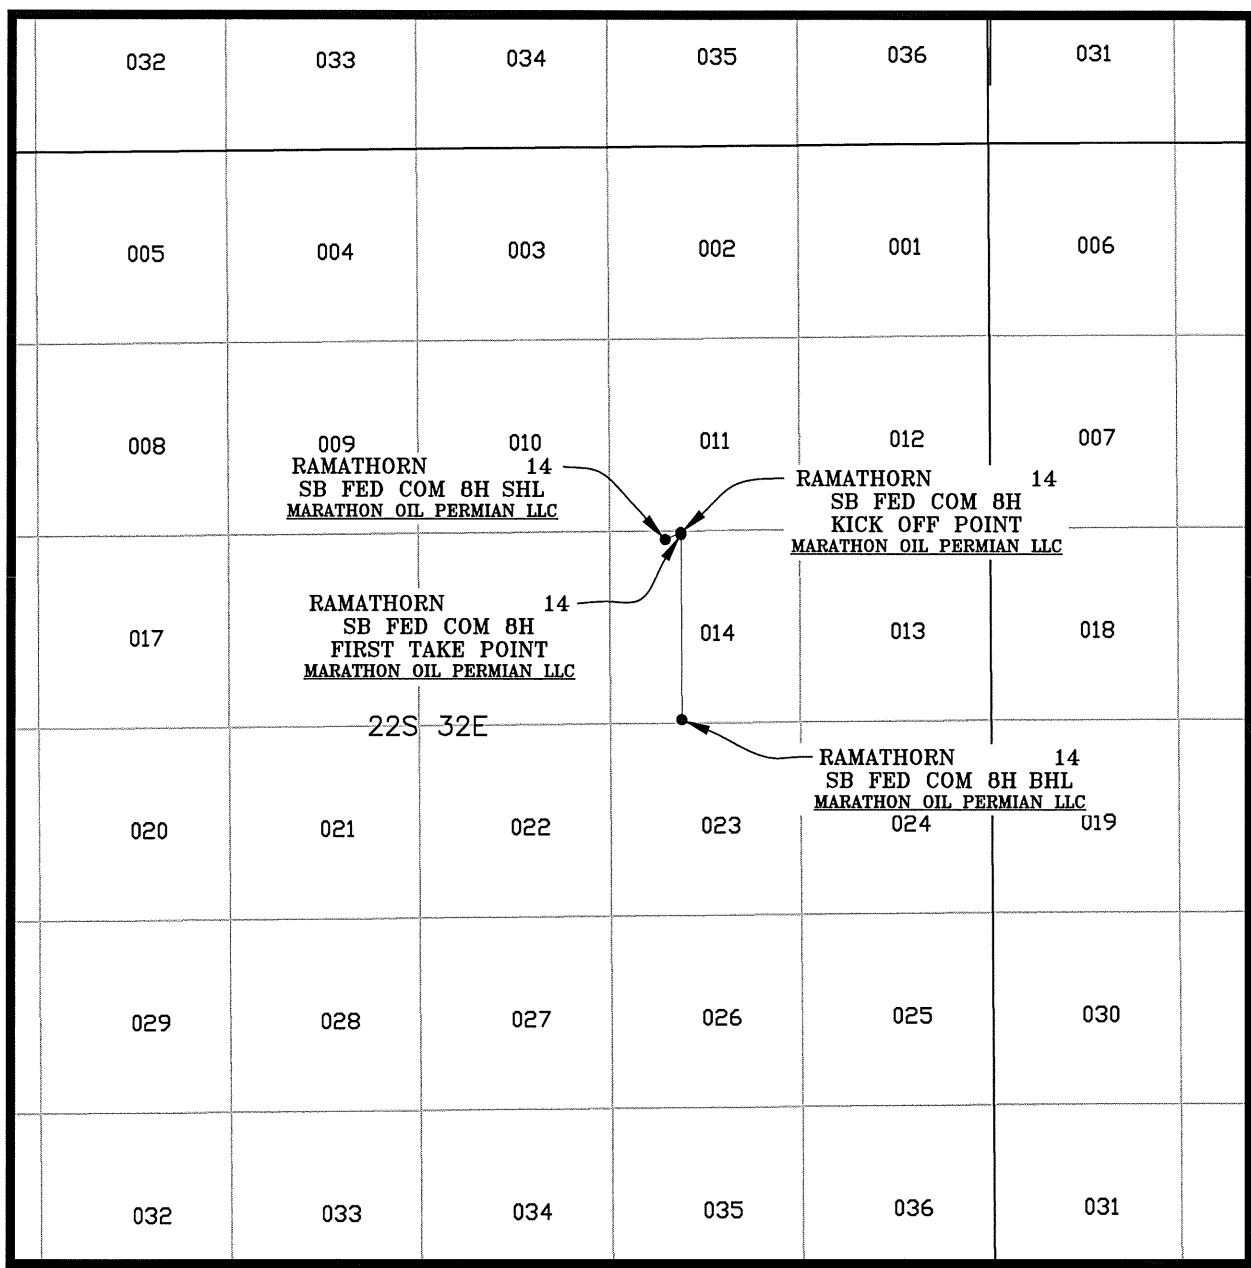 032 033 034 035 036 031
005 004 003 002 001 006
008 009 010 011 012 007
RAMATHORN 14
SB FED COM 8H SHL
MARATHON OIL PERMIAN LLC
RAMATHORN 14
SB FED COM 8H
KICK OFF POINT
MARATHON OIL PERMIAN LLC
RAMATHORN 14
SB FED COM 8H
FIRST TAKE POINT
MARATHON OIL PERMIAN LLC
017 014 013 018
22S 32E
RAMATHORN 14
SB FED COM 8H BHL
MARATHON OIL PERMIAN LLC
020 021 022 023 024 019
029 028 027 026 025 030
032 033 034 035 036 031